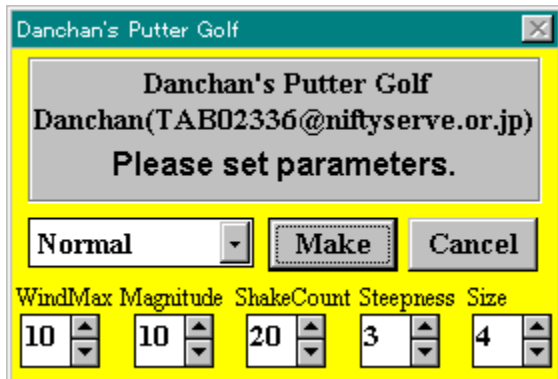 Danchan's Putter Golf
Danchan's Putter Golf
Danchan(TAB02336@niftyserve.or.jp)
Please set parameters.
Normal Make Cancel
WindMax Magnitude ShakeCount Steepness Size
10 10 20 3 4